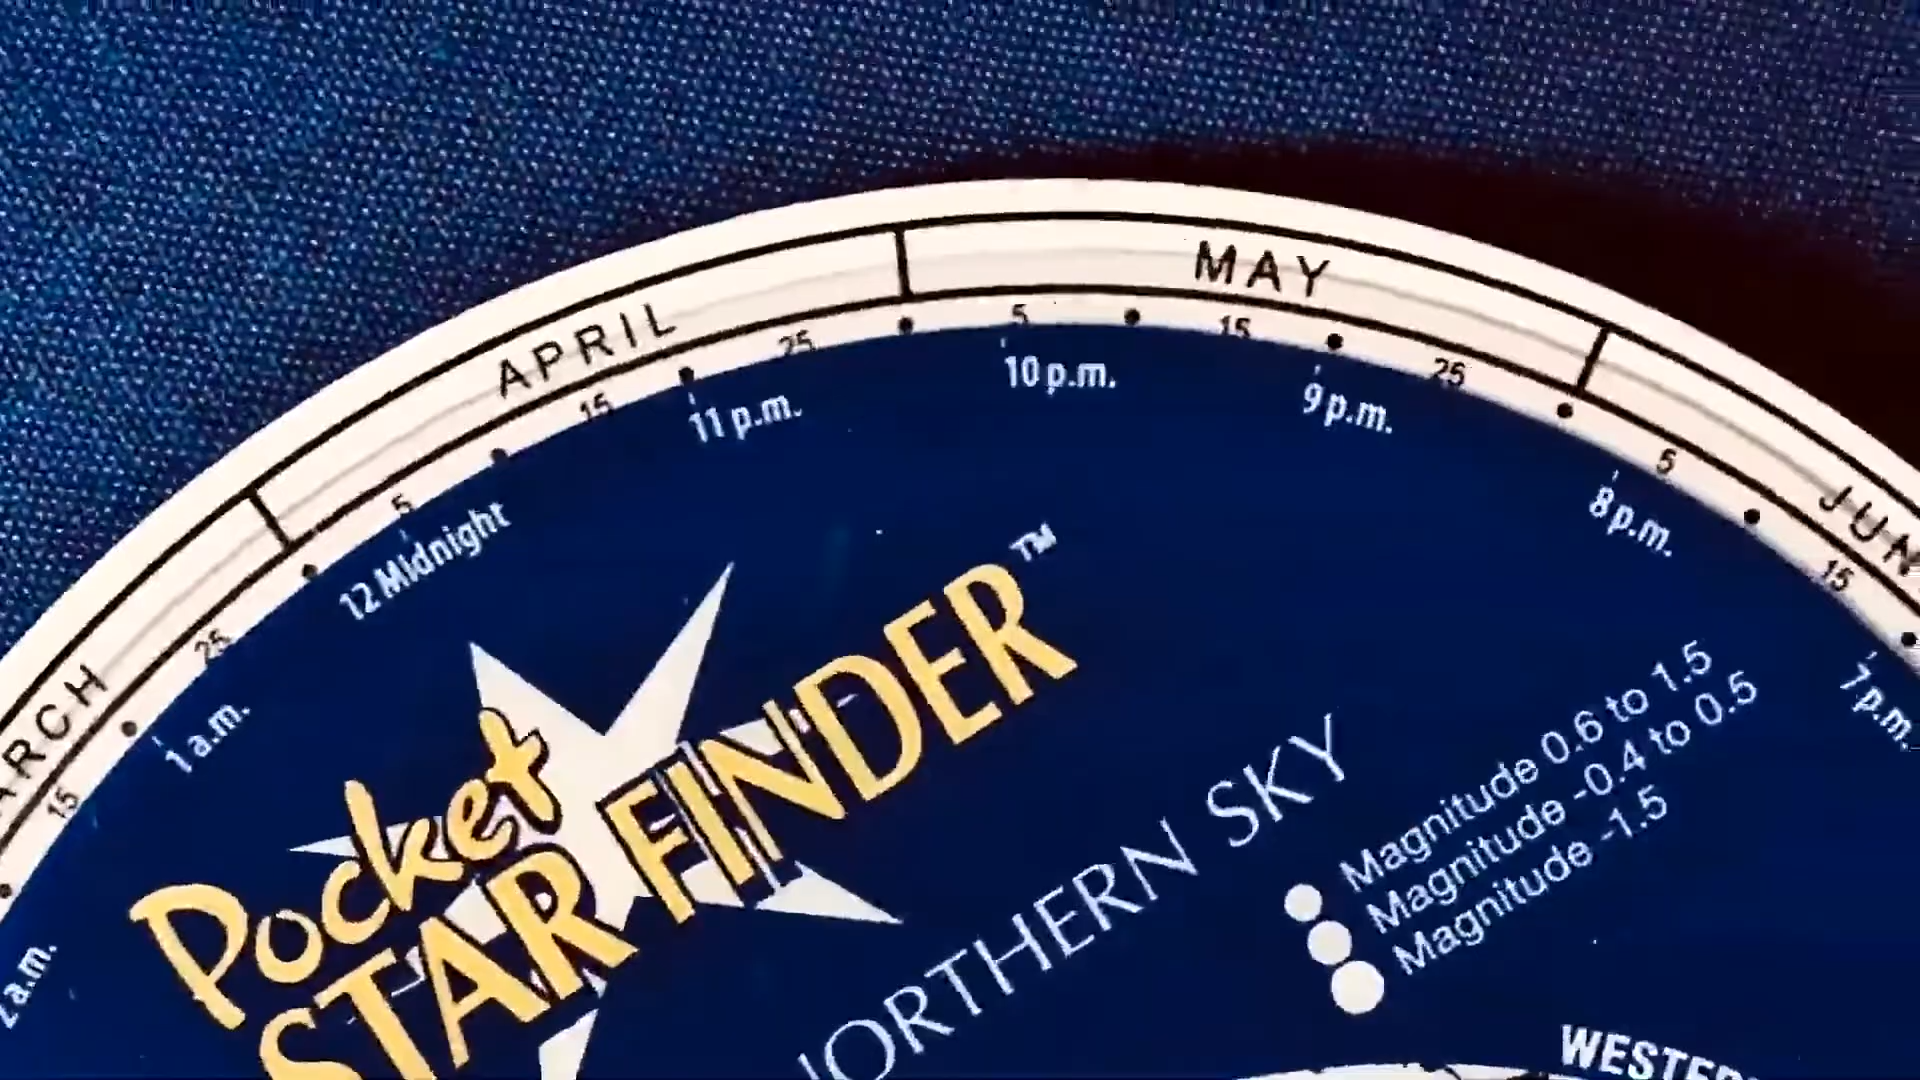 MAY
APRIL
JUN
ARCH
15
25
5
15
25
5
15
25
5
15
2 a.m.
1 a.m.
12 Midnight
11 p.m.
10 p.m.
9 p.m.
8 p.m.
7 p.m.
Pocket
STAR FINDER™
NORTHERN SKY
Magnitude 0.6 to 1.5
Magnitude -0.4 to 0.5
Magnitude -1.5
WESTER